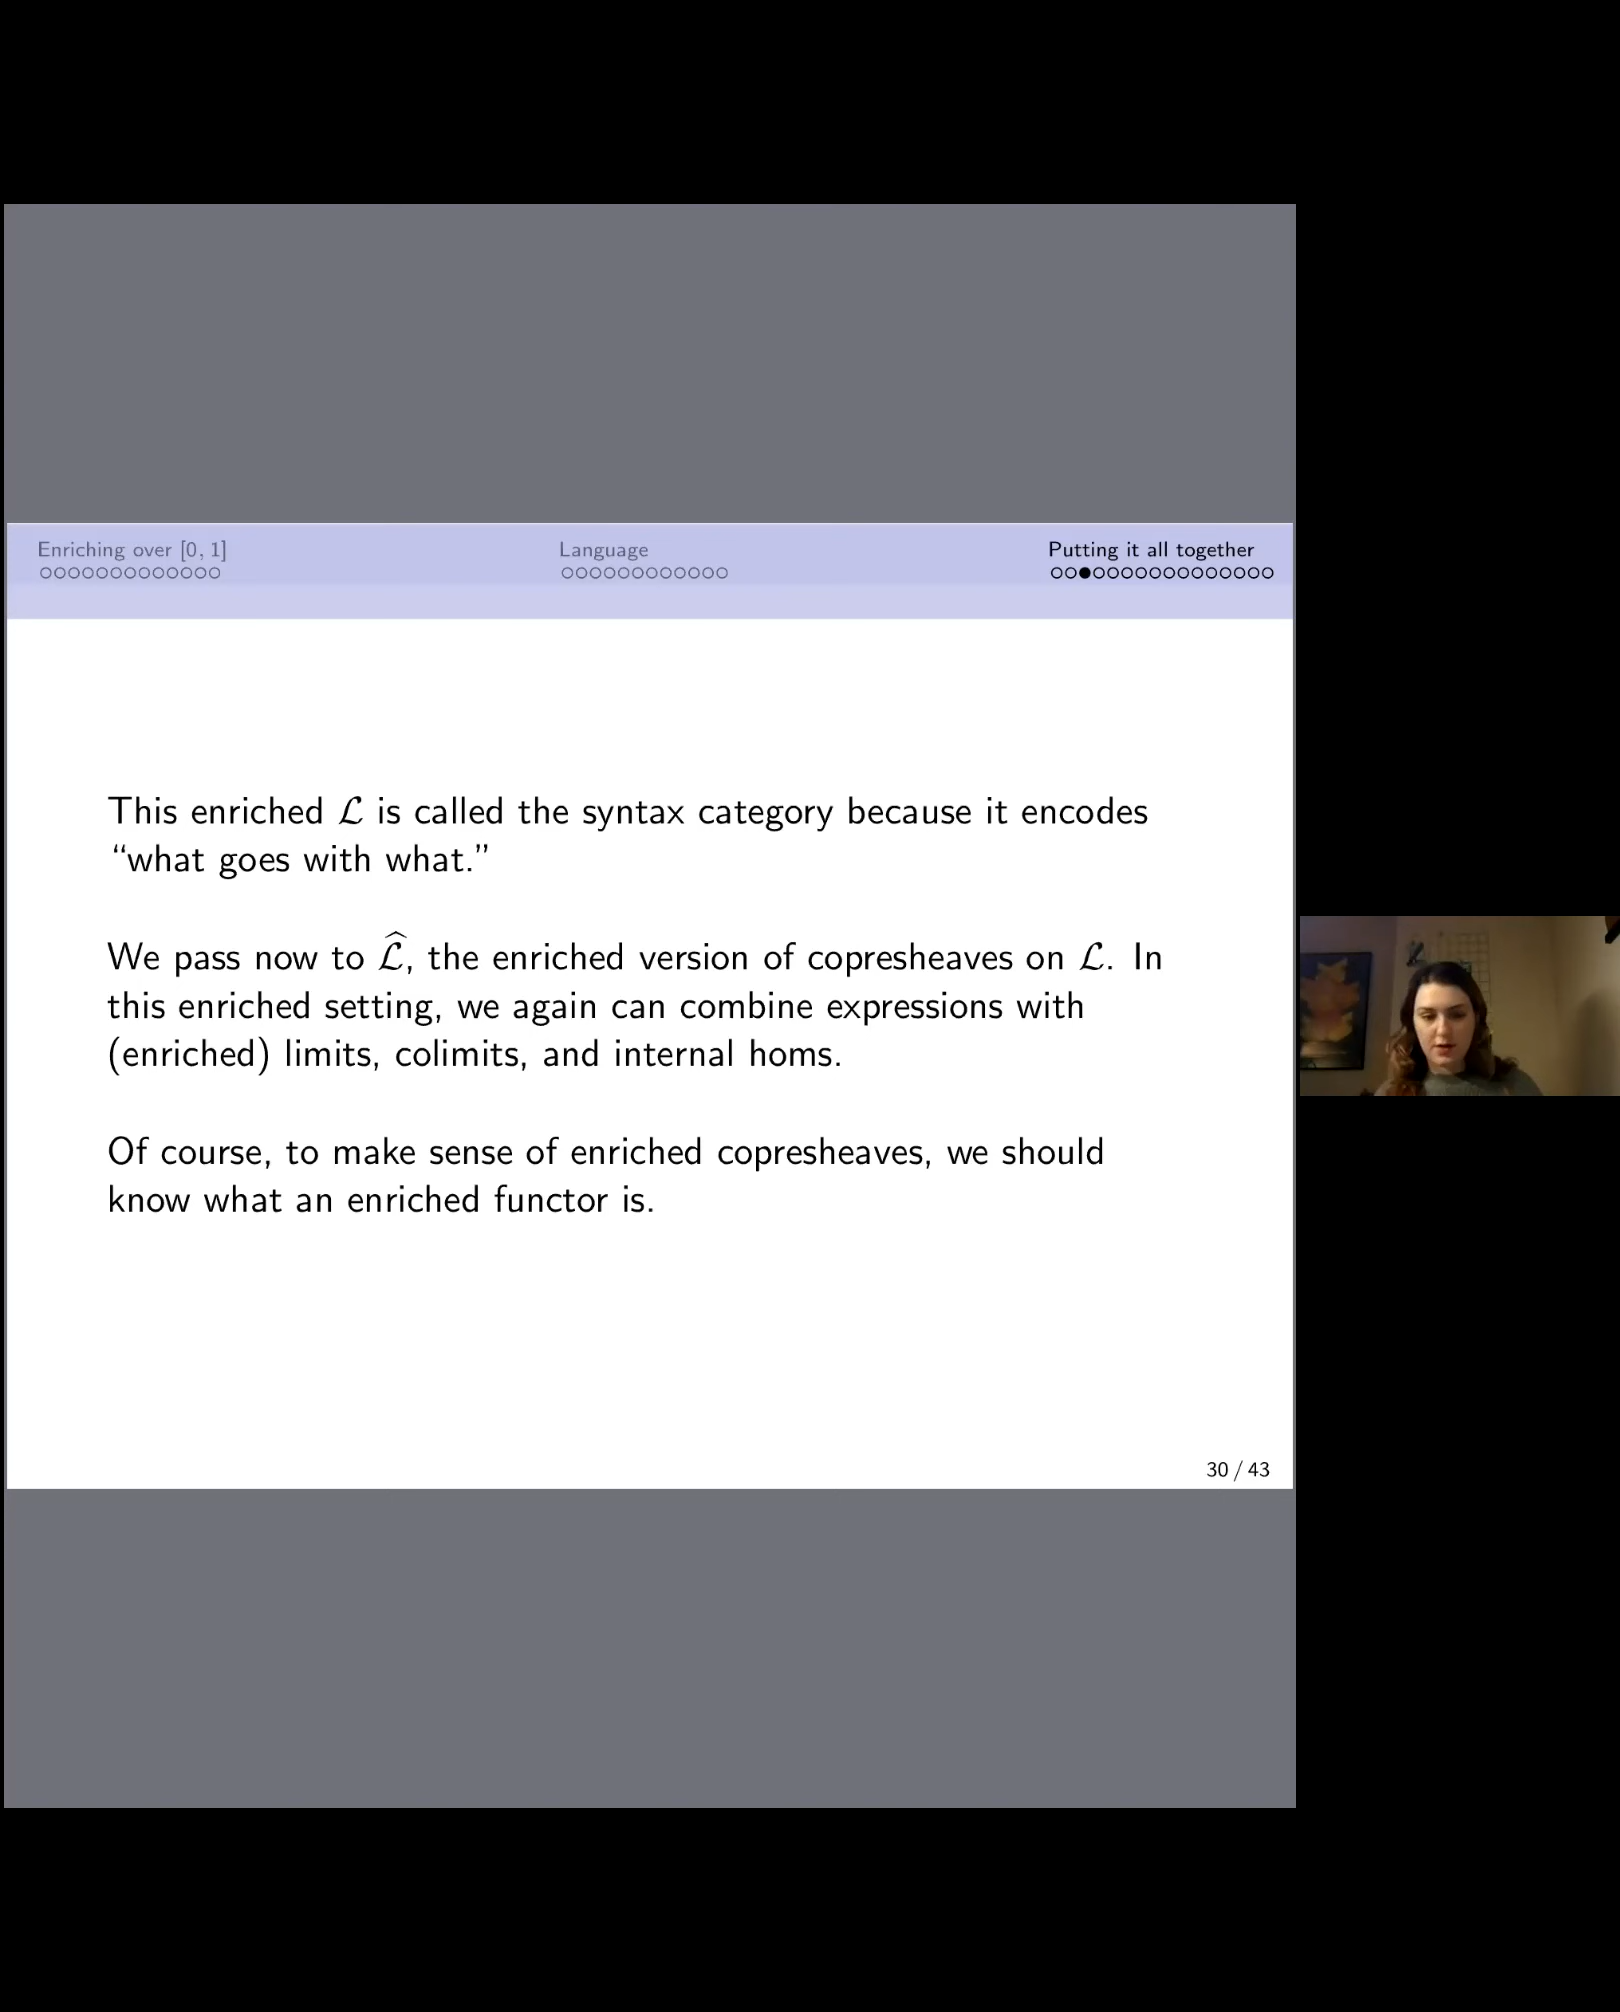 Enriching over [0, 1]
Language
Putting it all together
This enriched ℒ is called the syntax category because it encodes
“what goes with what.”
We pass now to ℒ̂, the enriched version of copresheaves on ℒ. In
this enriched setting, we again can combine expressions with
(enriched) limits, colimits, and internal homs.
Of course, to make sense of enriched copresheaves, we should
know what an enriched functor is.
30 / 43